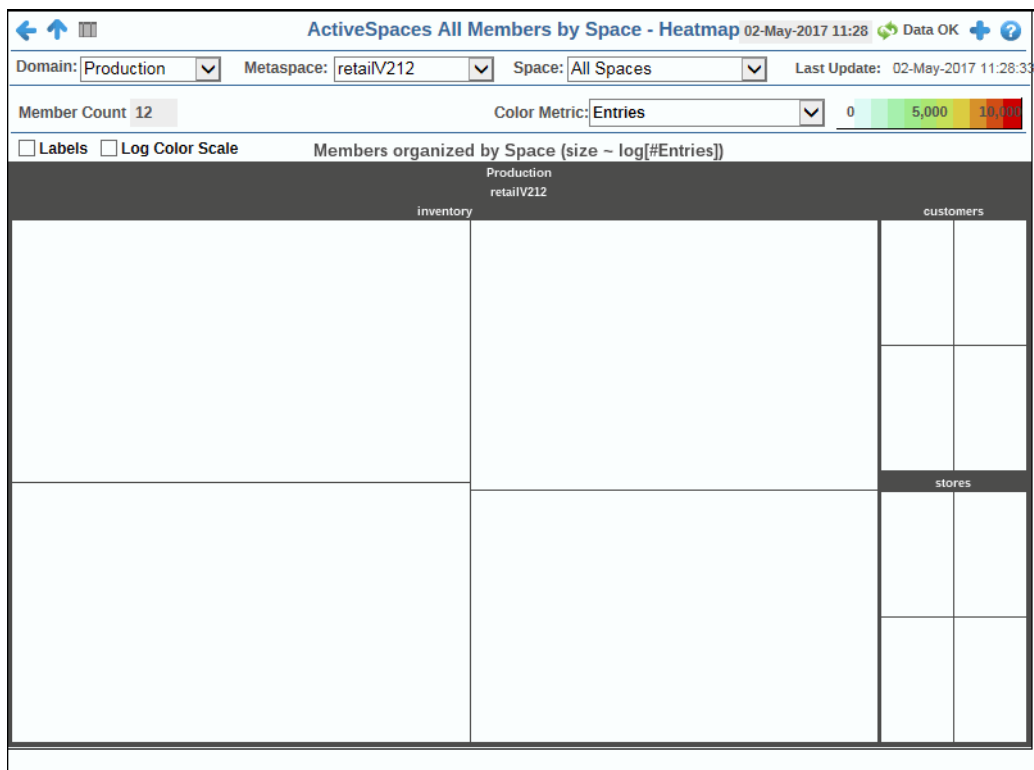 ActiveSpaces All Members by Space - Heatmap 02-May-2017 11:28 Data OK
Domain: Production Metaspace: retailV212 Space: All Spaces Last Update: 02-May-2017 11:28:33
Member Count 12 Color Metric: Entries 0 5,000 10,000
Labels Log Color Scale Members organized by Space (size ~ log[#Entries])
Production
retailV212
inventory customers
stores